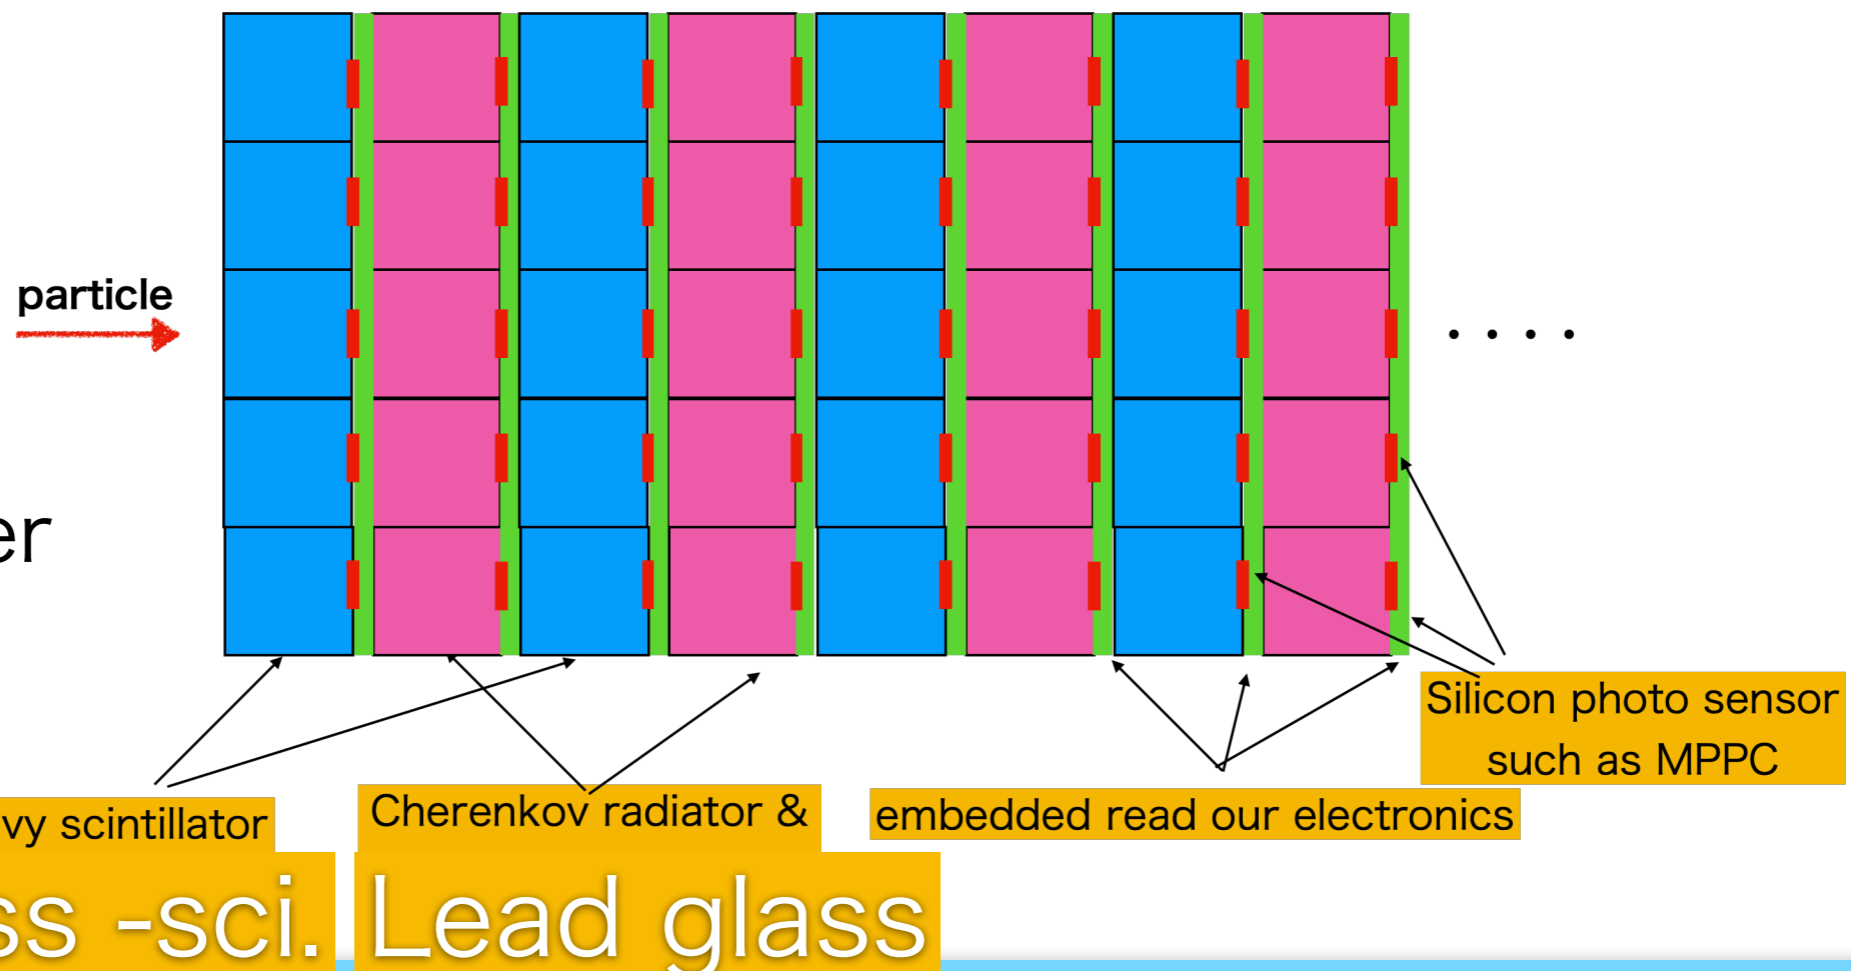 particle
er
. . . .
Silicon photo sensor
such as MPPC
vy scintillator
Cherenkov radiator &
embedded read our electronics
ss -sci.
Lead glass